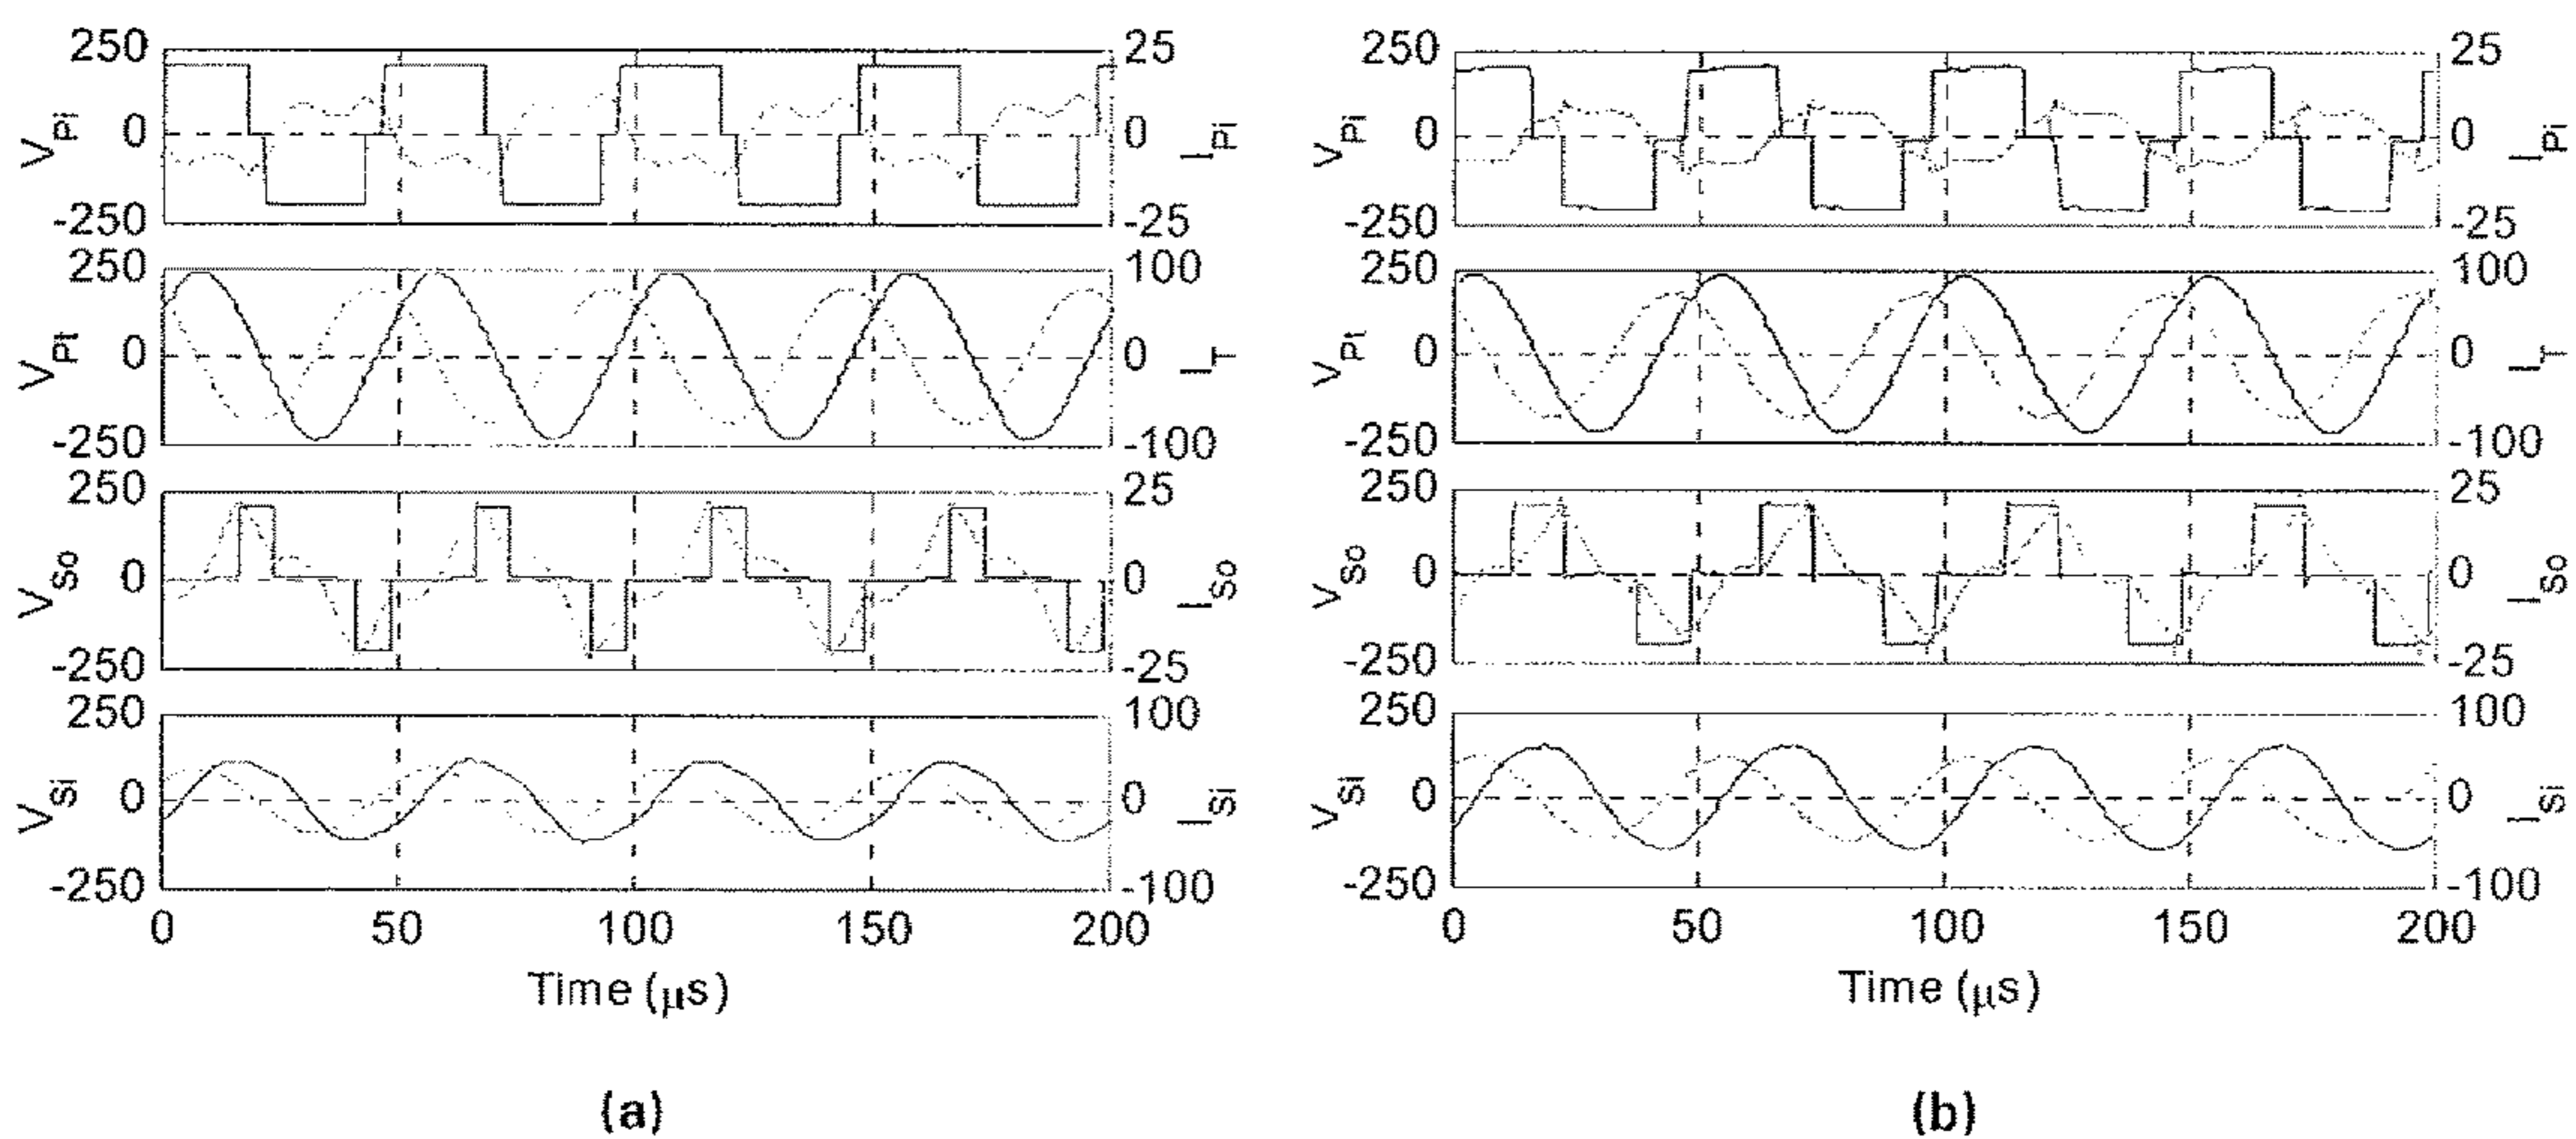 250 25
V_Pi 0 0 I_Pi
-250 -25
250 100
V_Pt 0 0 I_T
-250 -100
250 25
V_So 0 0 I_So
-250 -25
250 100
V_Si 0 0 I_Si
-250 -100
0 50 100 150 200
Time (μs)
(a)
250 25
V_Pi 0 0 I_Pi
-250 -25
250 100
V_Pt 0 0 I_T
-250 -100
250 25
V_So 0 0 I_So
-250 -25
250 100
V_Si 0 0 I_Si
-250 -100
0 50 100 150 200
Time (μs)
(b)